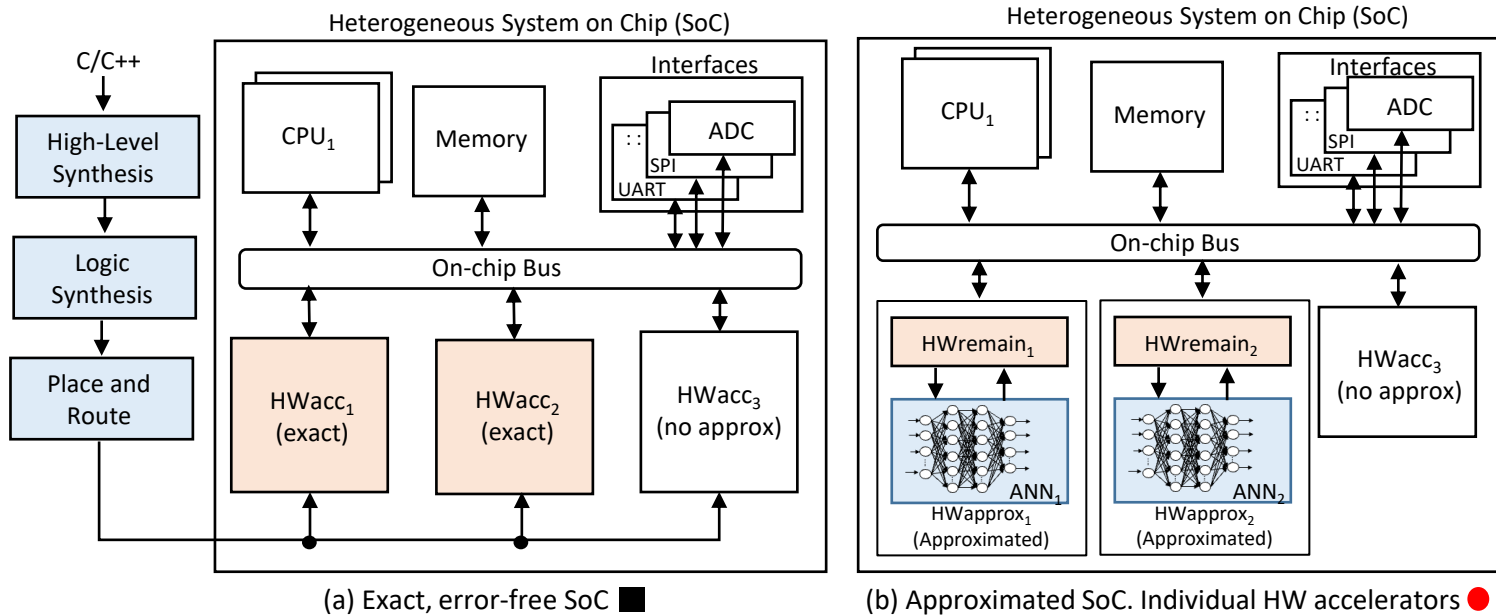 Heterogeneous System on Chip (SoC)
C/C++
High-Level
Synthesis
Logic
Synthesis
Place and
Route
CPU1
Memory
Interfaces
ADC
: :
SPI
UART
On-chip Bus
HWacc1
(exact)
HWacc2
(exact)
HWacc3
(no approx)
(a) Exact, error-free SoC
Heterogeneous System on Chip (SoC)
CPU1
Memory
Interfaces
ADC
: :
SPI
UART
On-chip Bus
HWremain1
ANN1
HWapprox1
(Approximated)
HWremain2
ANN2
HWapprox2
(Approximated)
HWacc3
(no approx)
(b) Approximated SoC. Individual HW accelerators